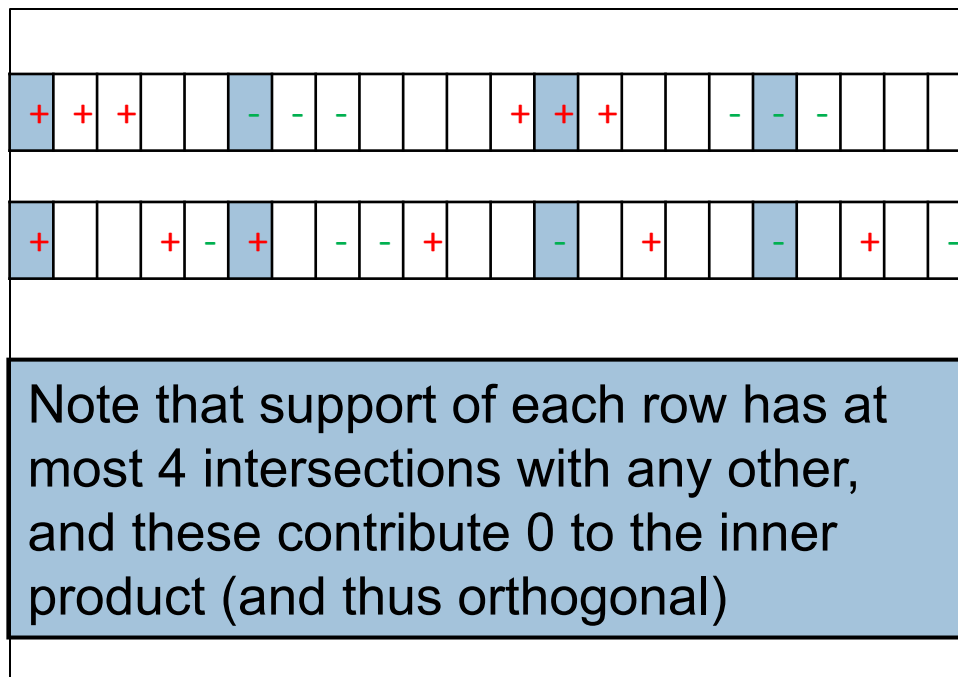 + + + - - - + + + - - -
+ + - + - - + - + - + -
Note that support of each row has at
most 4 intersections with any other,
and these contribute 0 to the inner
product (and thus orthogonal)